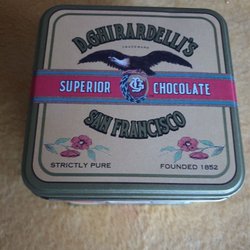 D. GHIRARDELLI'S
TRADEMARK
SUPERIOR CHOCOLATE
SAN FRANCISCO
STRICTLY PURE FOUNDED 1852